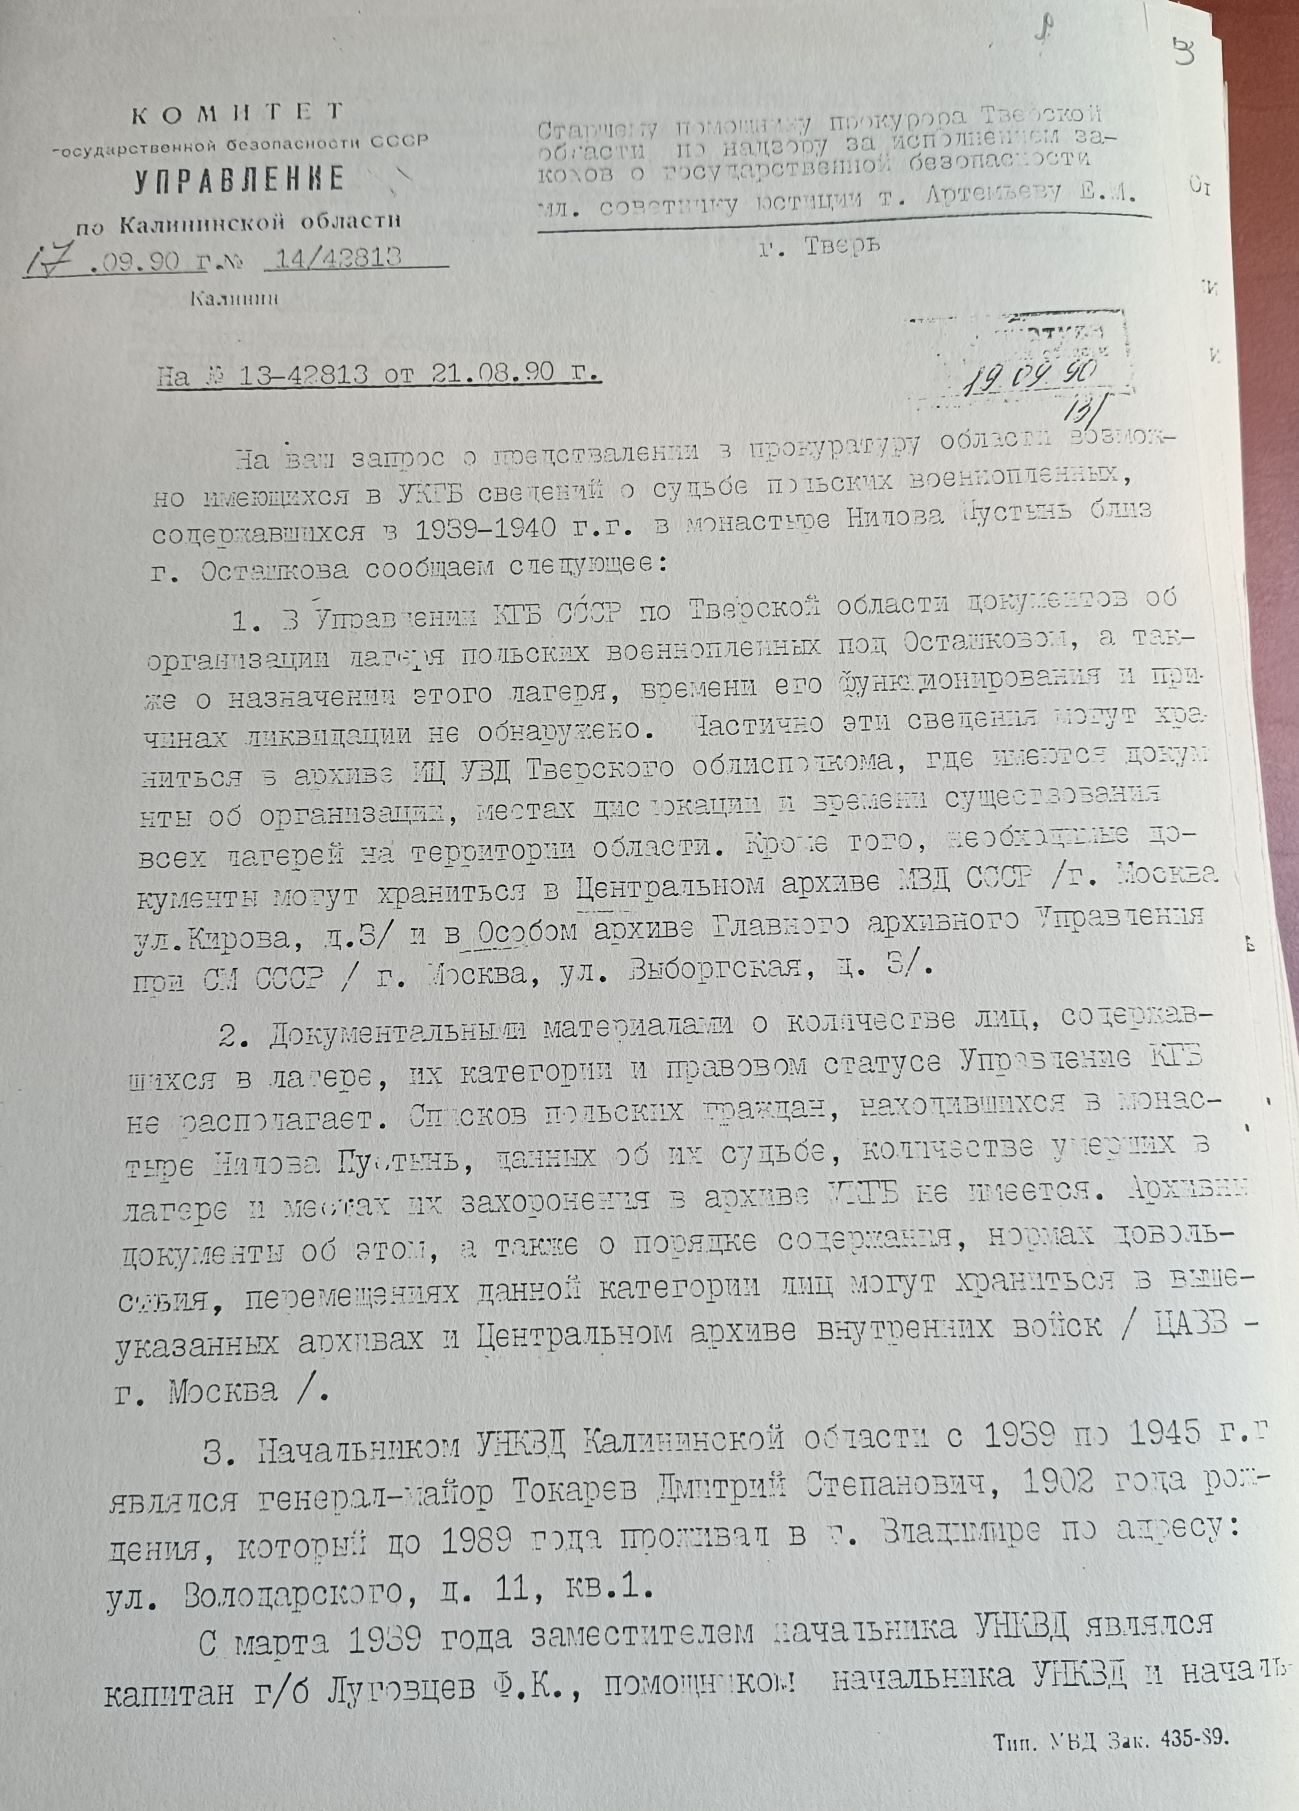 3
КОМИТЕТ
государственной безопасности СССР
УПРАВЛЕНИЕ
по Калининской области
17.09.90 г.№ 14/42813
Калинин
Старшему помощнику прокурора Тверской
области по надзору за исполнением за-
конов о государственной безопасности
мл. советнику юстиции т. Артемьеву Е.М.
г. Тверь
19 09 90
13/
На № 13-42813 от 21.08.90 г.
На ваш запрос о предствалении в прокуратуру области возмож-
но имеющихся в УКГБ сведений о судьбе польских военнопленных,
содержавшихся в 1939-1940 г.г. в монастыре Нилова Пустынь близ
г. Осташкова сообщаем следующее:
1. В Управлении КГБ СССР по Тверской области документов об
организации лагеря польских военнопленных под Осташковом, а так-
же о назначении этого лагеря, времени его функционирования и при-
чинах ликвидации не обнаружено. Частично эти сведения могут хра-
ниться в архиве ИЦ УВД Тверского облисполкома, где имеются докум
нты об организации, местах дислокации и времени существования
всех лагерей на территории области. Кроме того, необходимые до-
кументы могут храниться в Центральном архиве МВД СССР /г. Москва
ул.Кирова, д.3/ и в Особом архиве Главного архивного Управления
при СМ СССР / г. Москва, ул. Выборгская, д. 3/.
2. Документальными материалами о количестве лиц, содержав-
шихся в лагере, их категории и правовом статусе Управление КГБ
не располагает. Списков польских граждан, находившихся в монас-
тыре Нилова Пустынь, данных об их судьбе, количестве умерших в
лагере и местах их захоронения в архиве УКГБ не имеется. Архивны
документы об этом, а также о порядке содержания, нормах доволь-
ствия, перемещениях данной категории лиц могут храниться в выше-
указанных архивах и Центральном архиве внутренних войск / ЦАВВ -
г. Москва /.
3. Начальником УНКВД Калининской области с 1939 по 1945 г.г
являлся генерал-майор Токарев Дмитрий Степанович, 1902 года рож-
дения, который до 1989 года проживал в г. Владимире по адресу:
ул. Володарского, д. 11, кв.1.
С марта 1939 года заместителем начальника УНКВД являлся
капитан г/б Луговцев Ф.К., помощником начальника УНКВД и началь-
Тип. УВД Зак. 435-89.